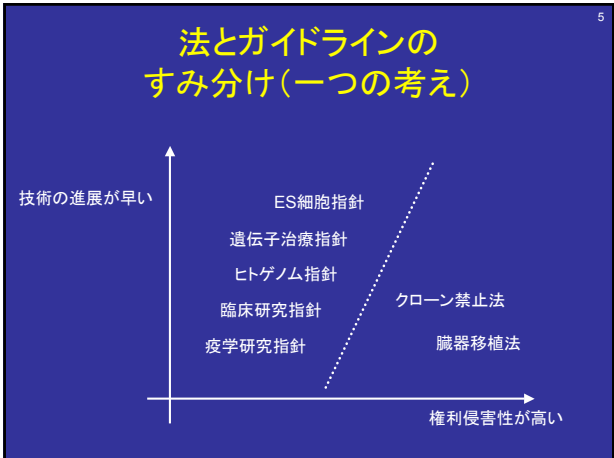 5
法とガイドラインの
すみ分け（一つの考え）
技術の進展が早い
ES細胞指針
遺伝子治療指針
ヒトゲノム指針
臨床研究指針
疫学研究指針
クローン禁止法
臓器移植法
権利侵害性が高い